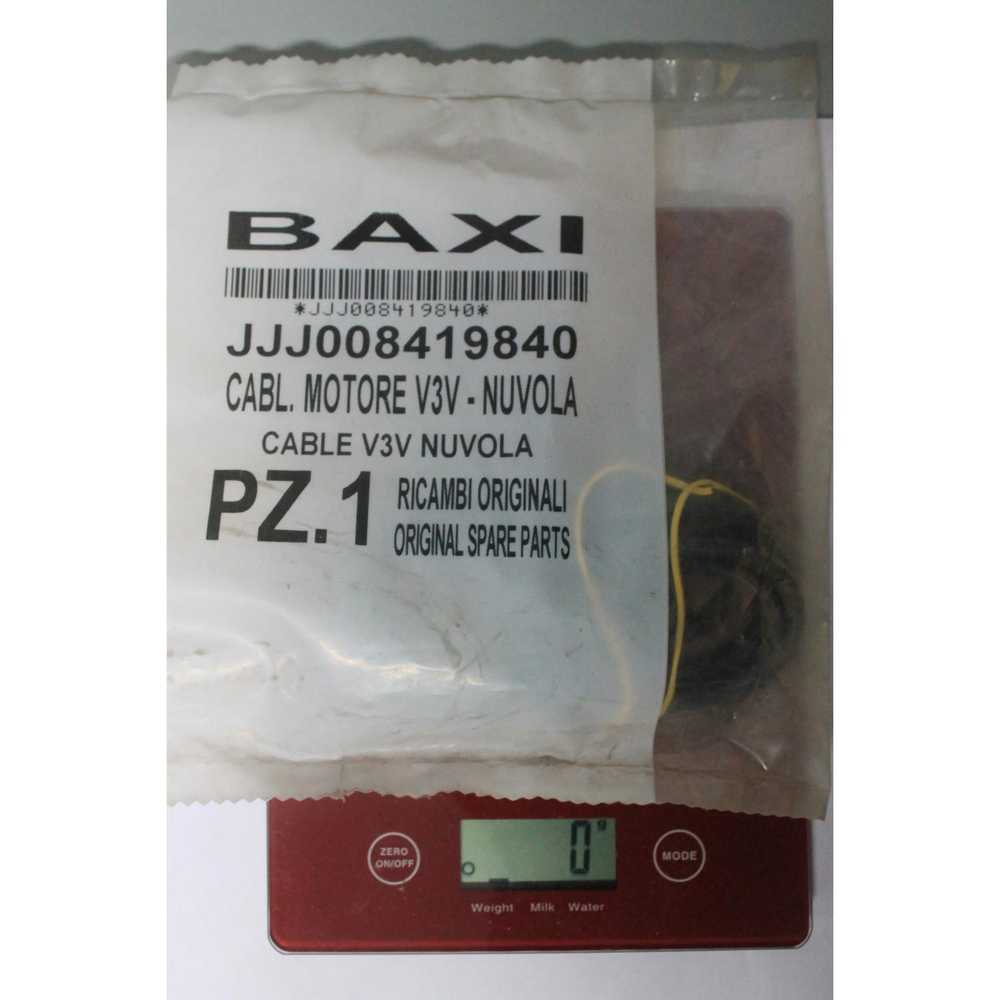 BAXI
*JJJ008419840*
JJJ008419840
CABL. MOTORE V3V - NUVOLA
CABLE V3V NUVOLA
PZ.1
RICAMBI ORIGINALI
ORIGINAL SPARE PARTS
ZERO
ON/OFF
0 g
MODE
Weight Milk Water